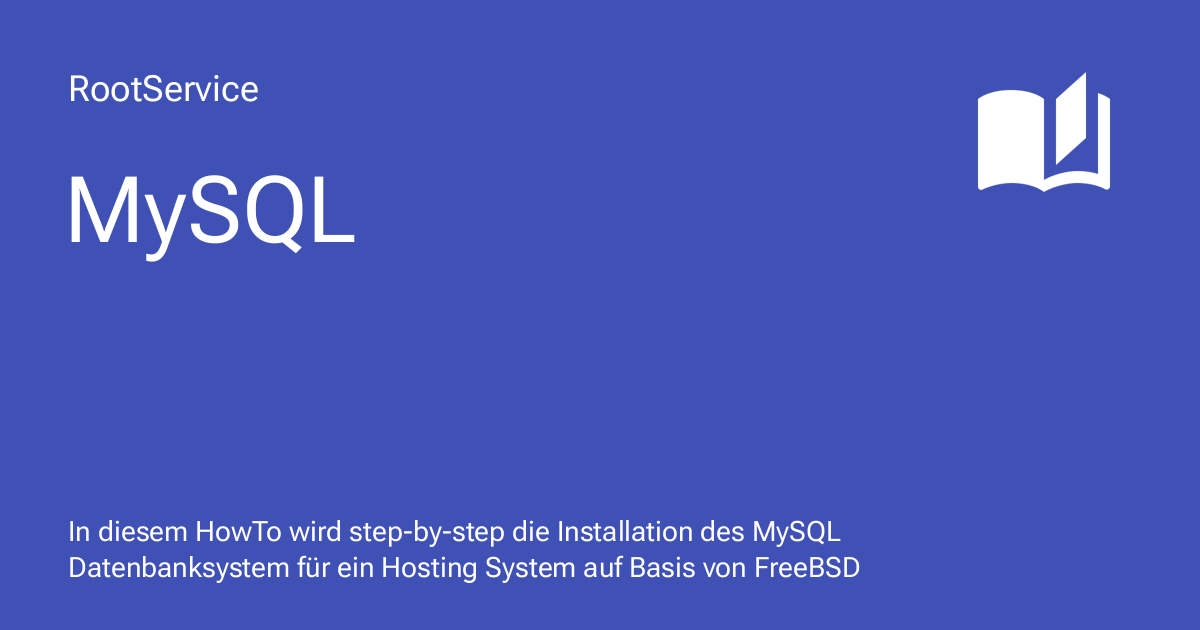 RootService
MySQL
In diesem HowTo wird step-by-step die Installation des MySQL
Datenbanksystem für ein Hosting System auf Basis von FreeBSD